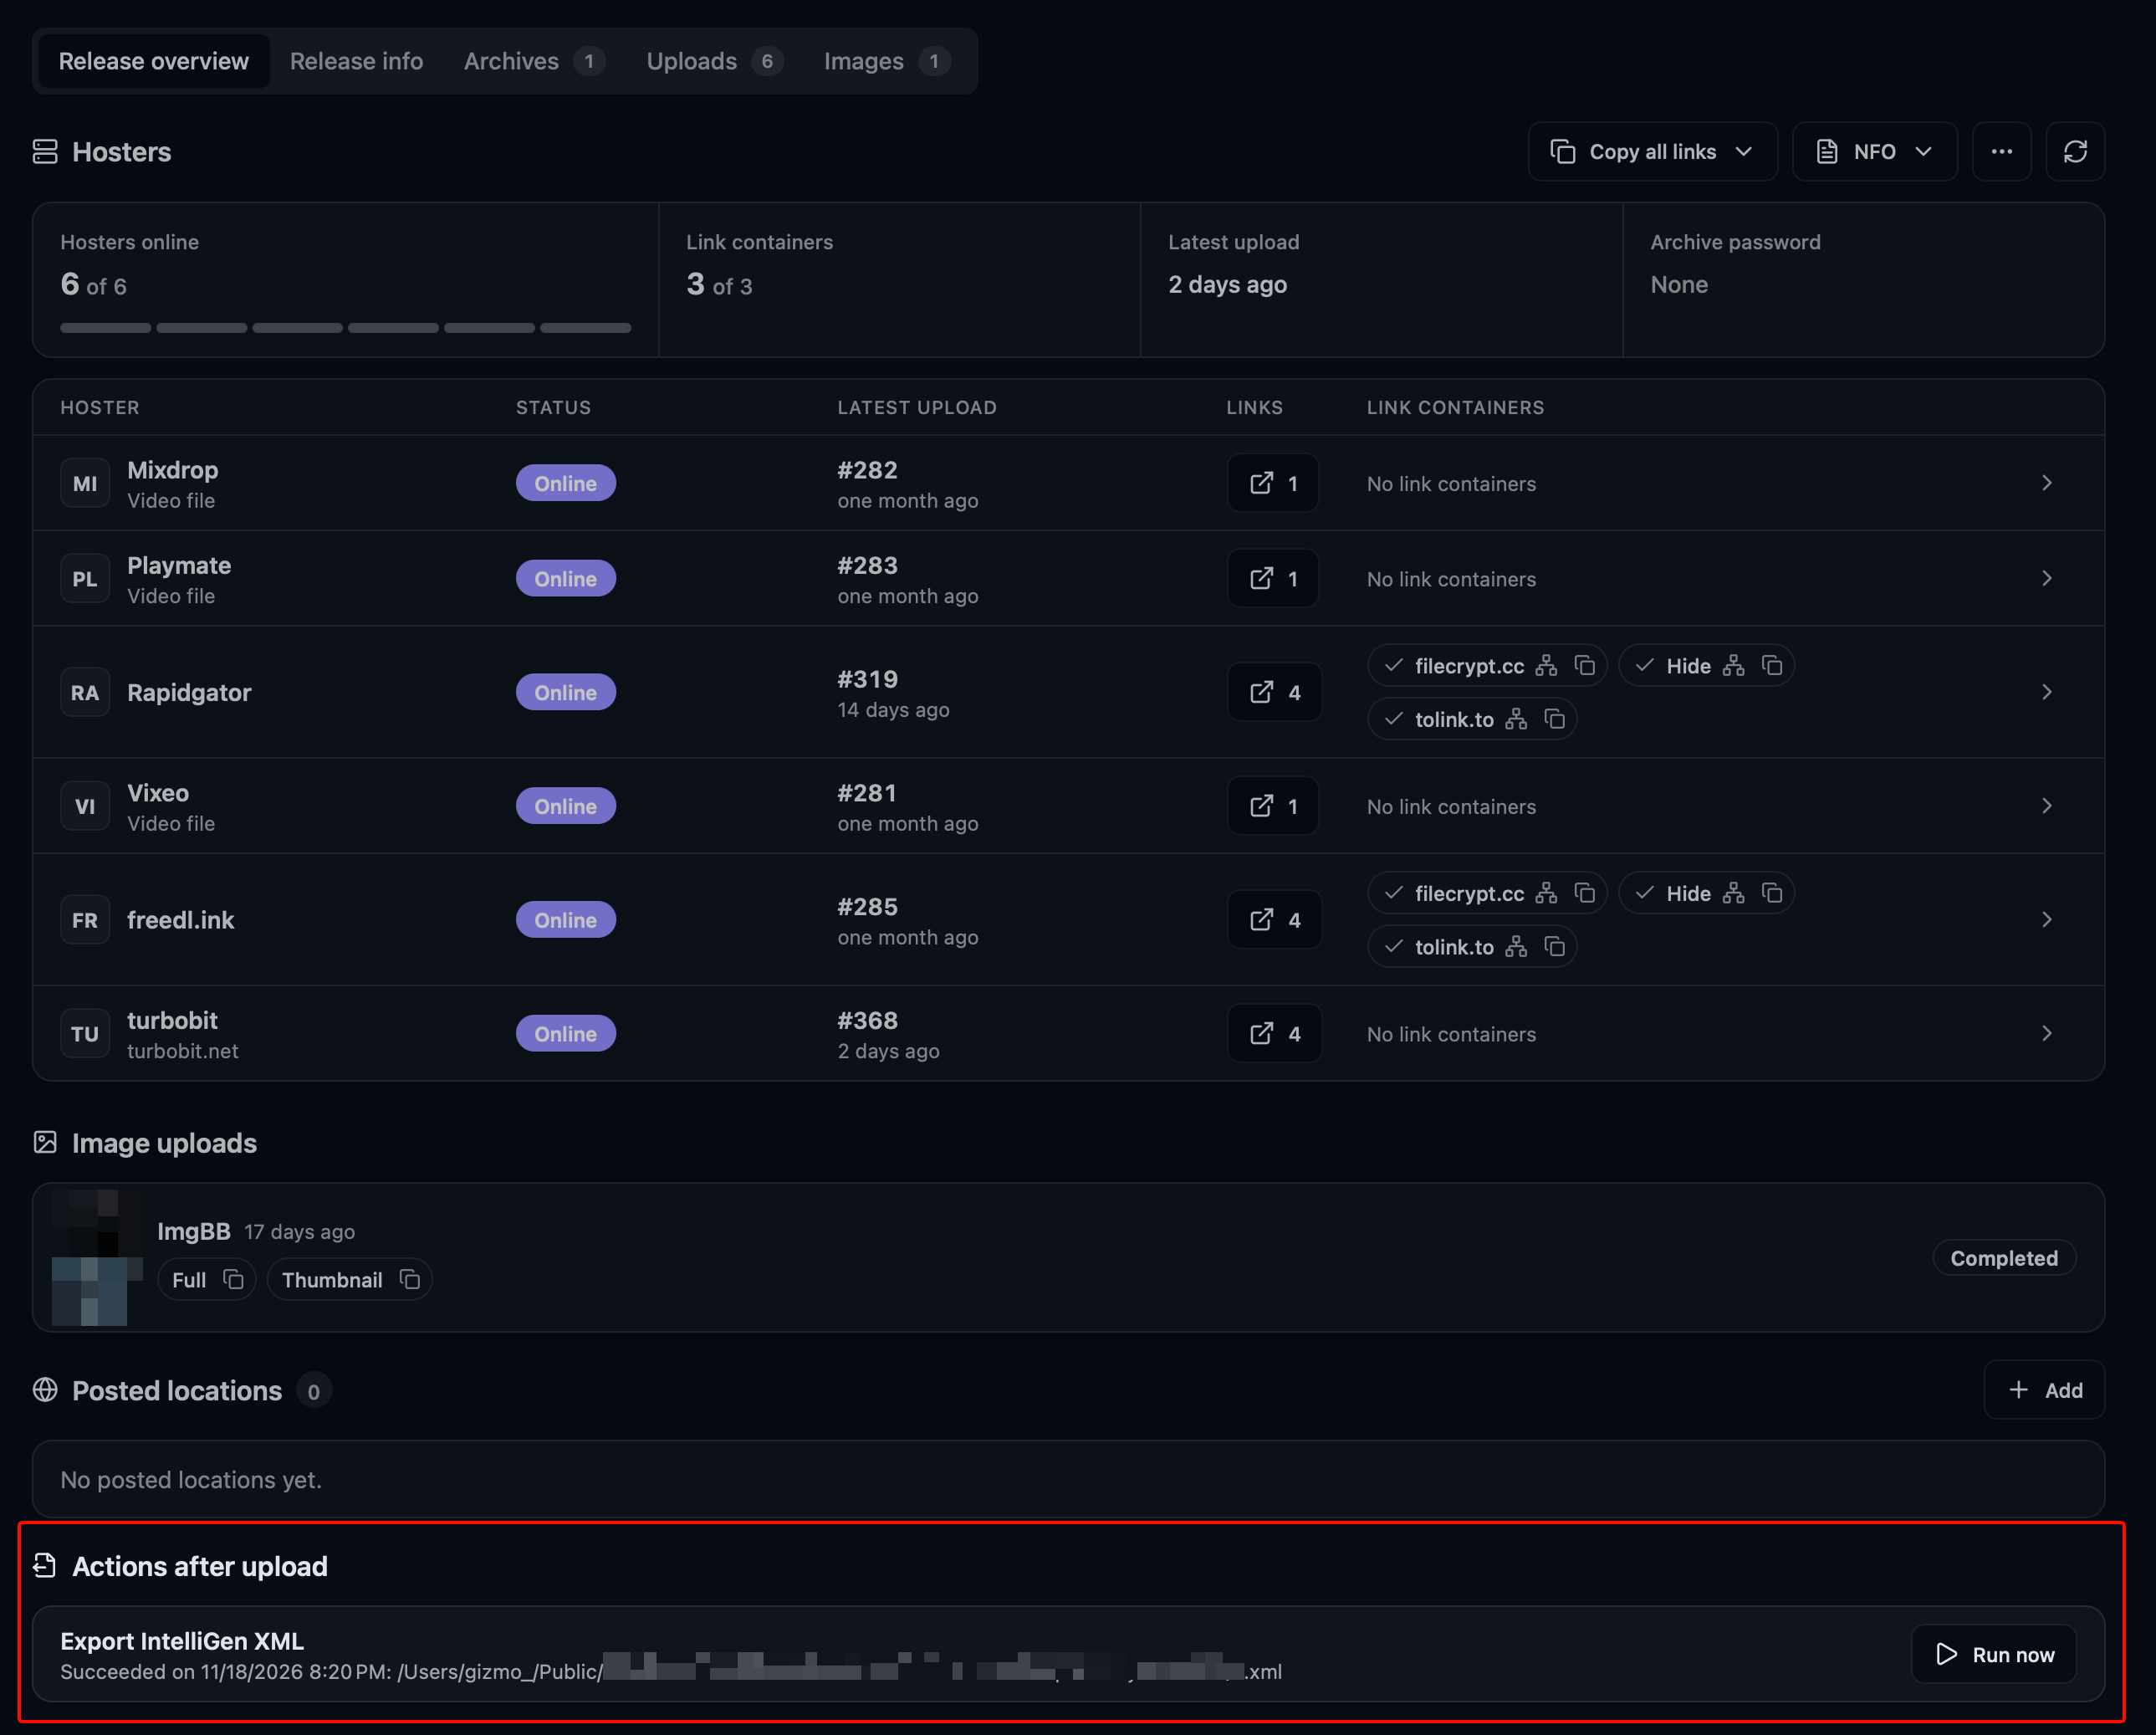 Release overview
Release info
Archives 1
Uploads 6
Images 1
Hosters
Copy all links
NFO
Hosters online
6 of 6
Link containers
3 of 3
Latest upload
2 days ago
Archive password
None
HOSTER STATUS LATEST UPLOAD LINKS LINK CONTAINERS
MI
Mixdrop
Video file
Online
#282
one month ago
1
No link containers
PL
Playmate
Video file
Online
#283
one month ago
1
No link containers
RA
Rapidgator
Online
#319
14 days ago
4
filecrypt.cc
Hide
tolink.to
VI
Vixeo
Video file
Online
#281
one month ago
1
No link containers
FR
freedl.ink
Online
#285
one month ago
4
filecrypt.cc
Hide
tolink.to
TU
turbobit
turbobit.net
Online
#368
2 days ago
4
No link containers
Image uploads
ImgBB 17 days ago
Full
Thumbnail
Completed
Posted locations 0
Add
No posted locations yet.
Actions after upload
Export IntelliGen XML
Succeeded on 11/18/2026 8:20 PM: /Users/gizmo_/Public/ .xml
Run now